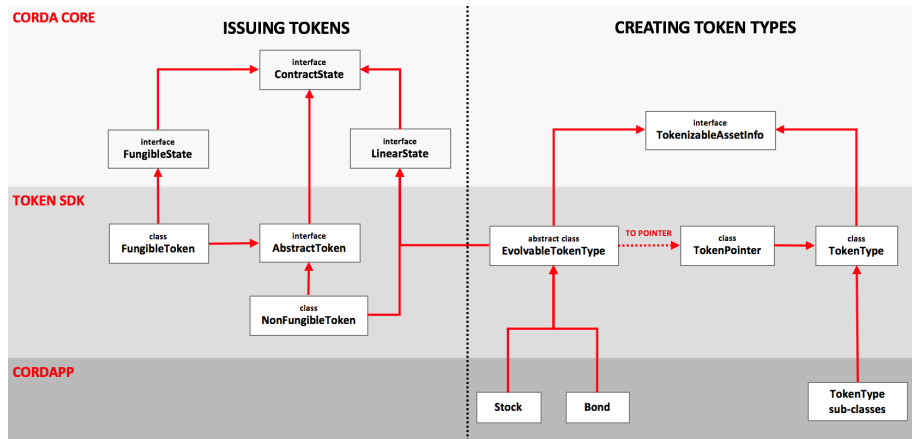 CORDA CORE
ISSUING TOKENS
CREATING TOKEN TYPES
interface
ContractState
interface
FungibleState
interface
LinearState
interface
TokenizableAssetInfo
TOKEN SDK
class
FungibleToken
interface
AbstractToken
abstract class
EvolvableTokenType
TO POINTER
class
TokenPointer
class
TokenType
class
NonFungibleToken
CORDAPP
Stock
Bond
TokenType
sub-classes